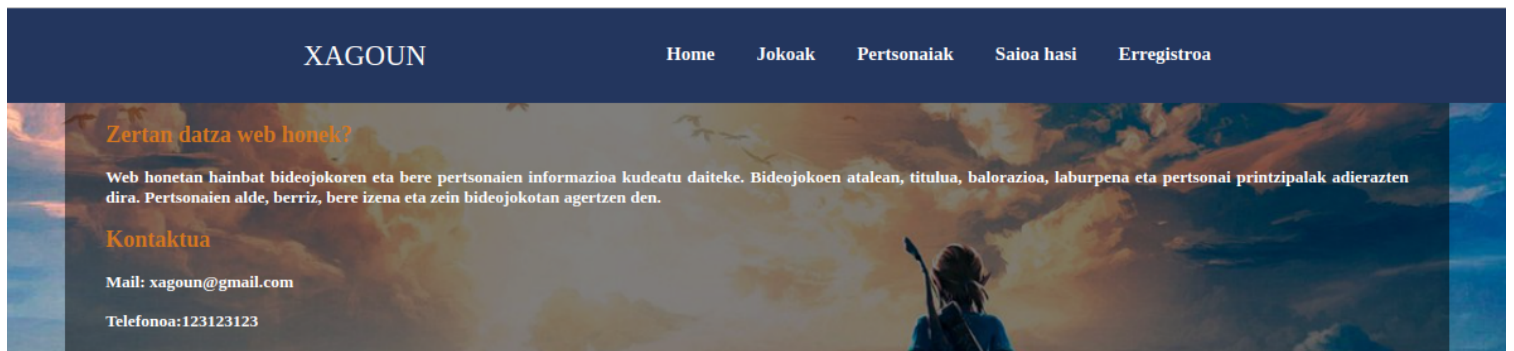 XAGOUN Home Jokoak Pertsonaiak Saioa hasi Erregistroa
Zertan datza web honek?
Web honetan hainbat bideojokoren eta bere pertsonaien informazioa kudeatu daiteke. Bideojokoen atalean, titulua, balorazioa, laburpena eta pertsonai printzipalak adierazten
dira. Pertsonaien alde, berriz, bere izena eta zein bideojokotan agertzen den.
Kontaktua
Mail: xagoun@gmail.com
Telefonoa:123123123